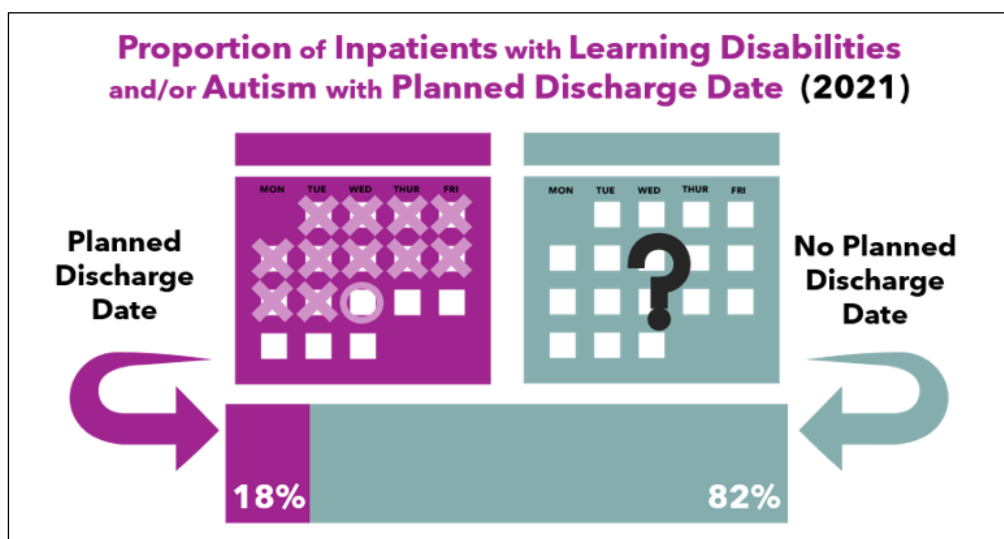 Proportion of Inpatients with Learning Disabilities
and/or Autism with Planned Discharge Date (2021)
MON TUE WED THUR FRI
MON TUE WED THUR FRI
Planned
Discharge
Date
No Planned
Discharge
Date
?
18%
82%